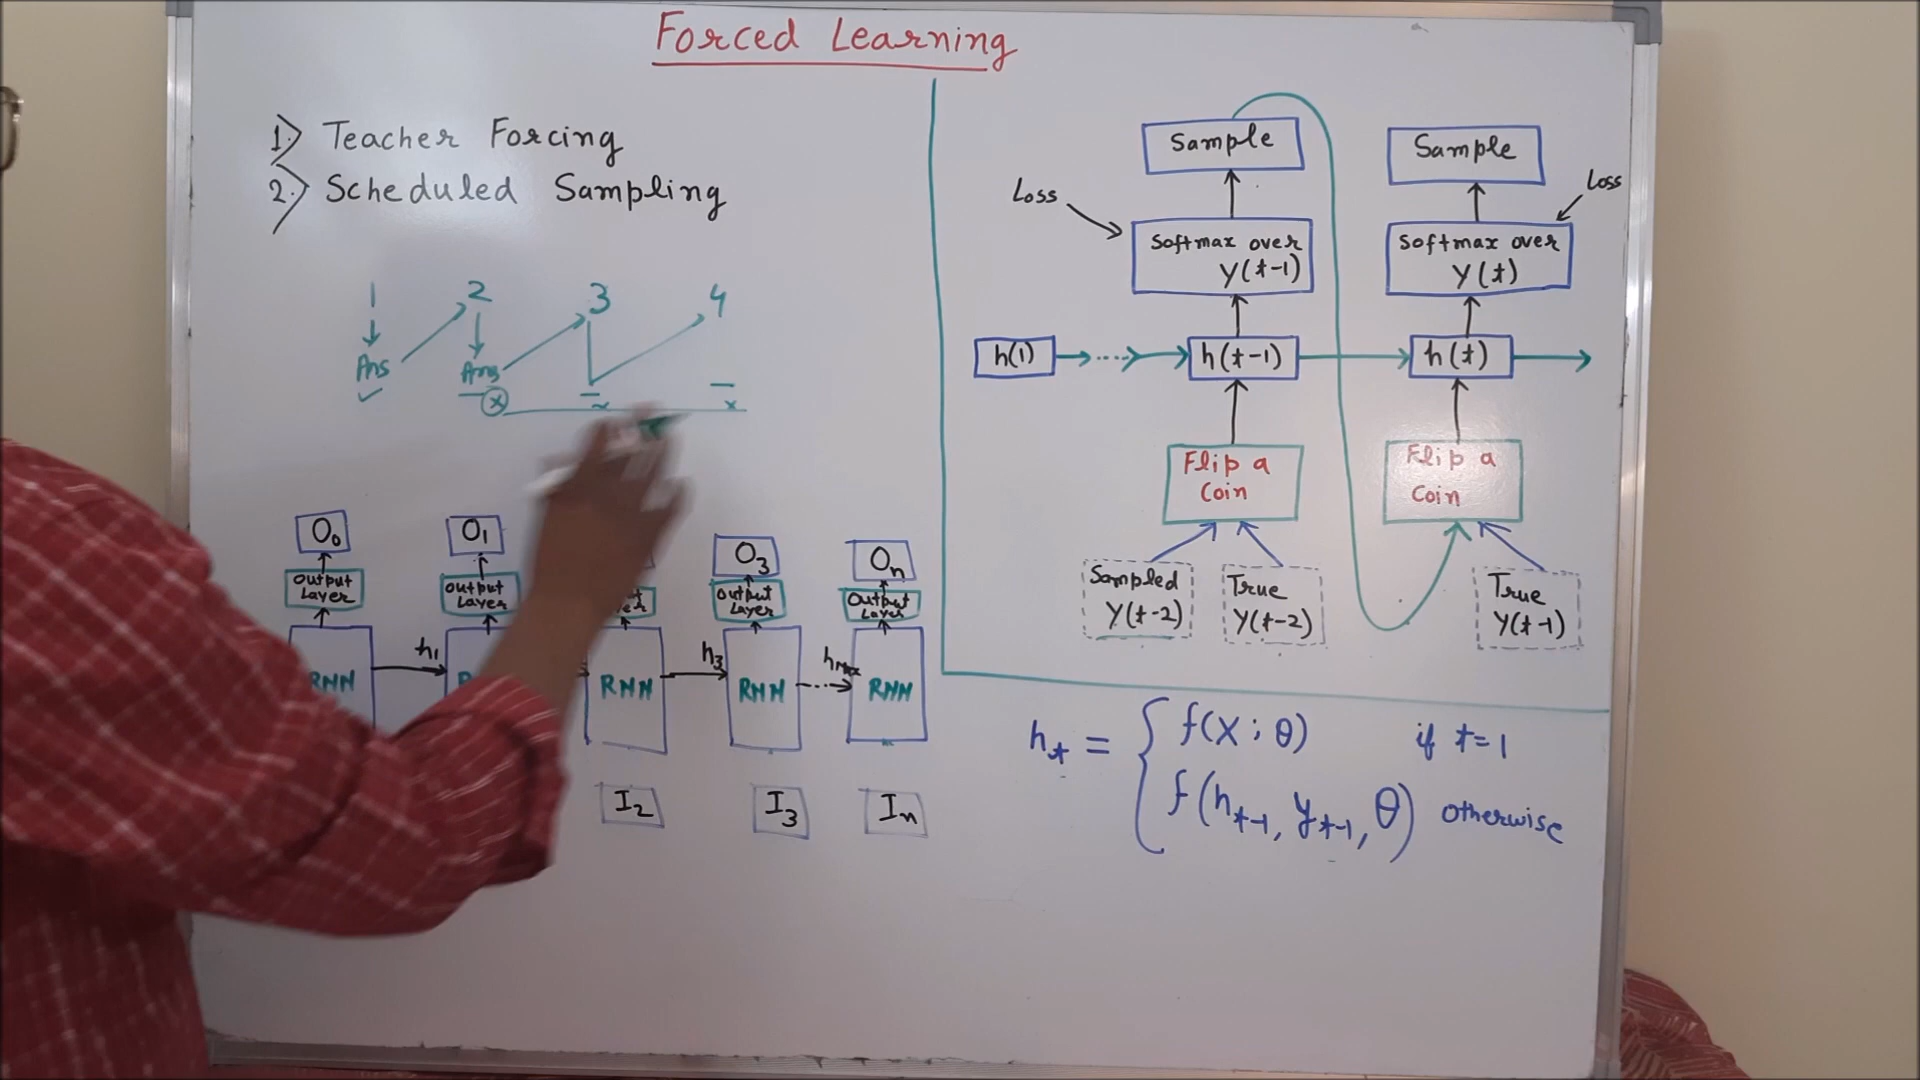 Forced Learning
1.) Teacher Forcing
2.) Scheduled Sampling
1 2 3 4
Ans Ans
x x
O₀ O₁ O₃ Oₙ
Output Layer
Output Layer
Output Layer
Output Layer
h₁ h₃
RNN RNN RNN RNN
I₂ I₃ Iₙ
Sample Sample
Loss Loss
Softmax over Y(t-1)
Softmax over Y(t)
h(1) h(t-1) h(t)
Flip a Coin
Flip a Coin
Sampled Y(t-2)
True Y(t-2)
True Y(t-1)
hₜ = { f(X; θ) if t=1
f(hₜ₋₁, yₜ₋₁, θ) otherwise